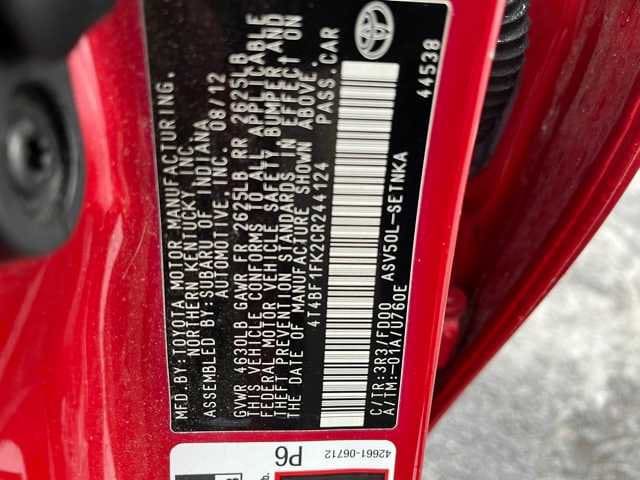 MFD BY:TOYOTA MOTOR MANUFACTURING.
NORTHERN KENTUCKY, INC.
ASSEMBLED BY:SUBARU OF INDIANA
AUTOMOTIVE, INC. 08/12
GVWR 4630LB GAWR FR 2625LB RR 2625LB
THIS VEHICLE CONFORMS TO ALL APPLICABLE
FEDERAL MOTOR VEHICLE SAFETY, BUMPER, AND
THEFT PREVENTION STANDARDS IN EFFECT ON
THE DATE OF MANUFACTURE SHOWN ABOVE.
4T4BF1FK2CR244124 PASS.CAR
C/TR:3R3/FD00 ASV50L-SETNKA
A/TM:-01A/U760E 44538
42661-06712
P6